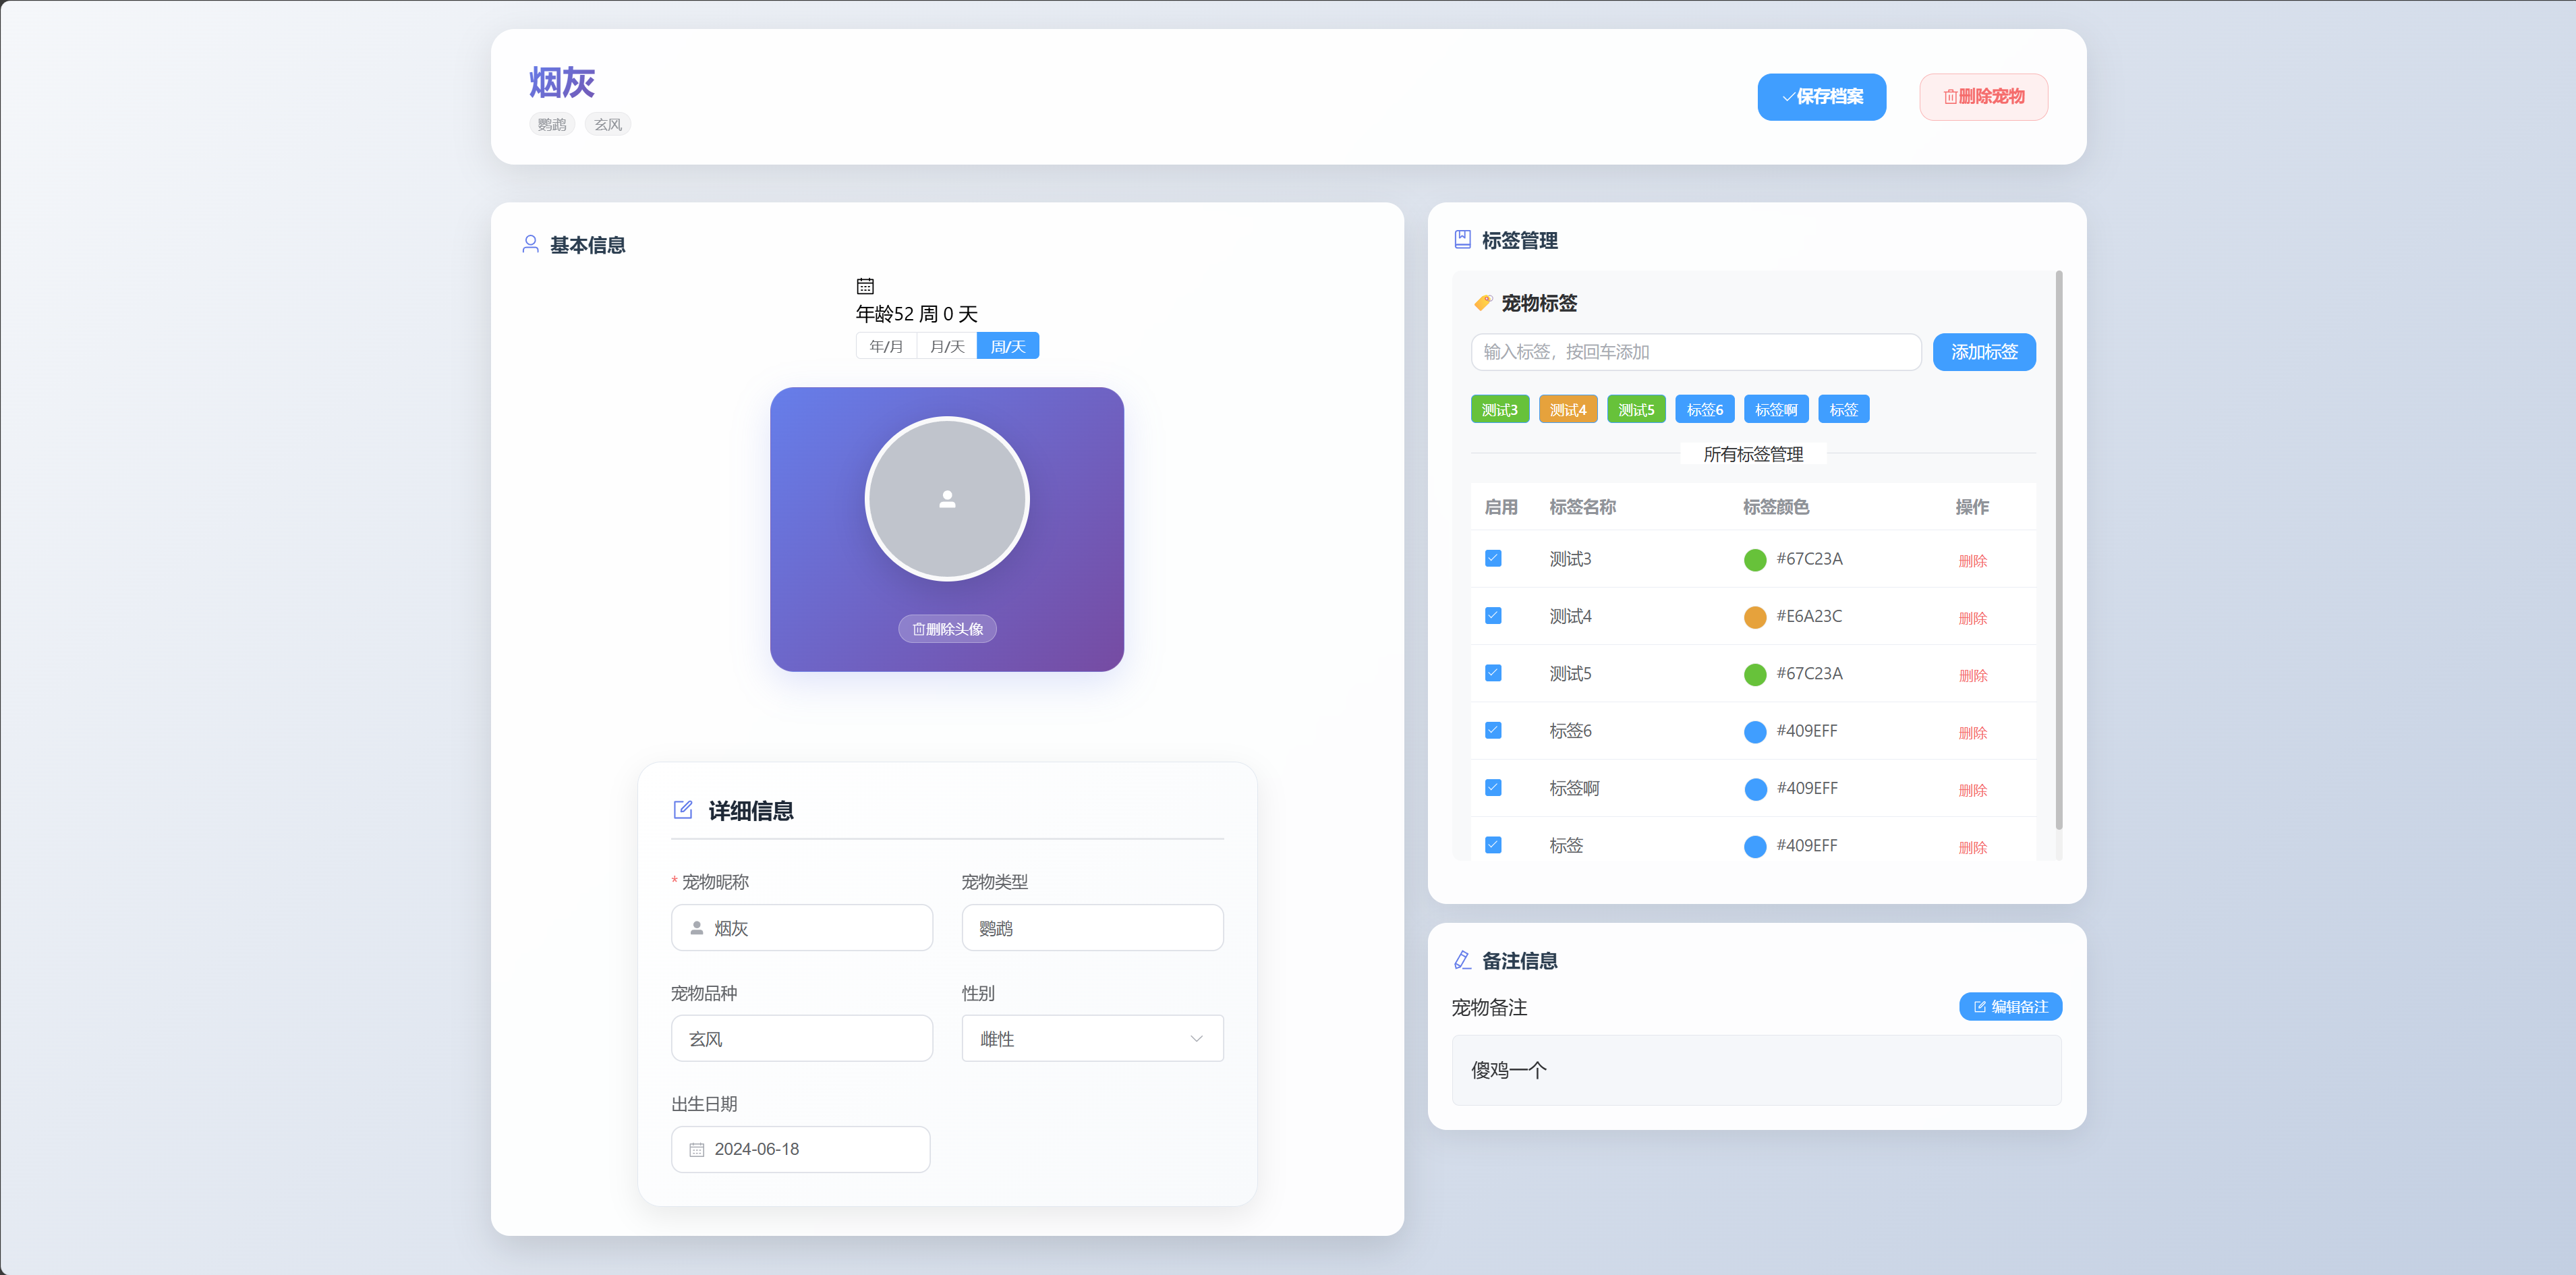 烟灰
鹦鹉 玄风
保存档案 删除宠物
基本信息
年龄52 周 0 天
年/月 月/天 周/天
删除头像
详细信息
* 宠物昵称 宠物类型
烟灰 鹦鹉
宠物品种 性别
玄风 雌性
出生日期
2024-06-18
标签管理
宠物标签
输入标签，按回车添加 添加标签
测试3 测试4 测试5 标签6 标签啊 标签
所有标签管理
启用 标签名称 标签颜色 操作
测试3 #67C23A 删除
测试4 #E6A23C 删除
测试5 #67C23A 删除
标签6 #409EFF 删除
标签啊 #409EFF 删除
标签 #409EFF 删除
备注信息
宠物备注 编辑备注
傻鸡一个